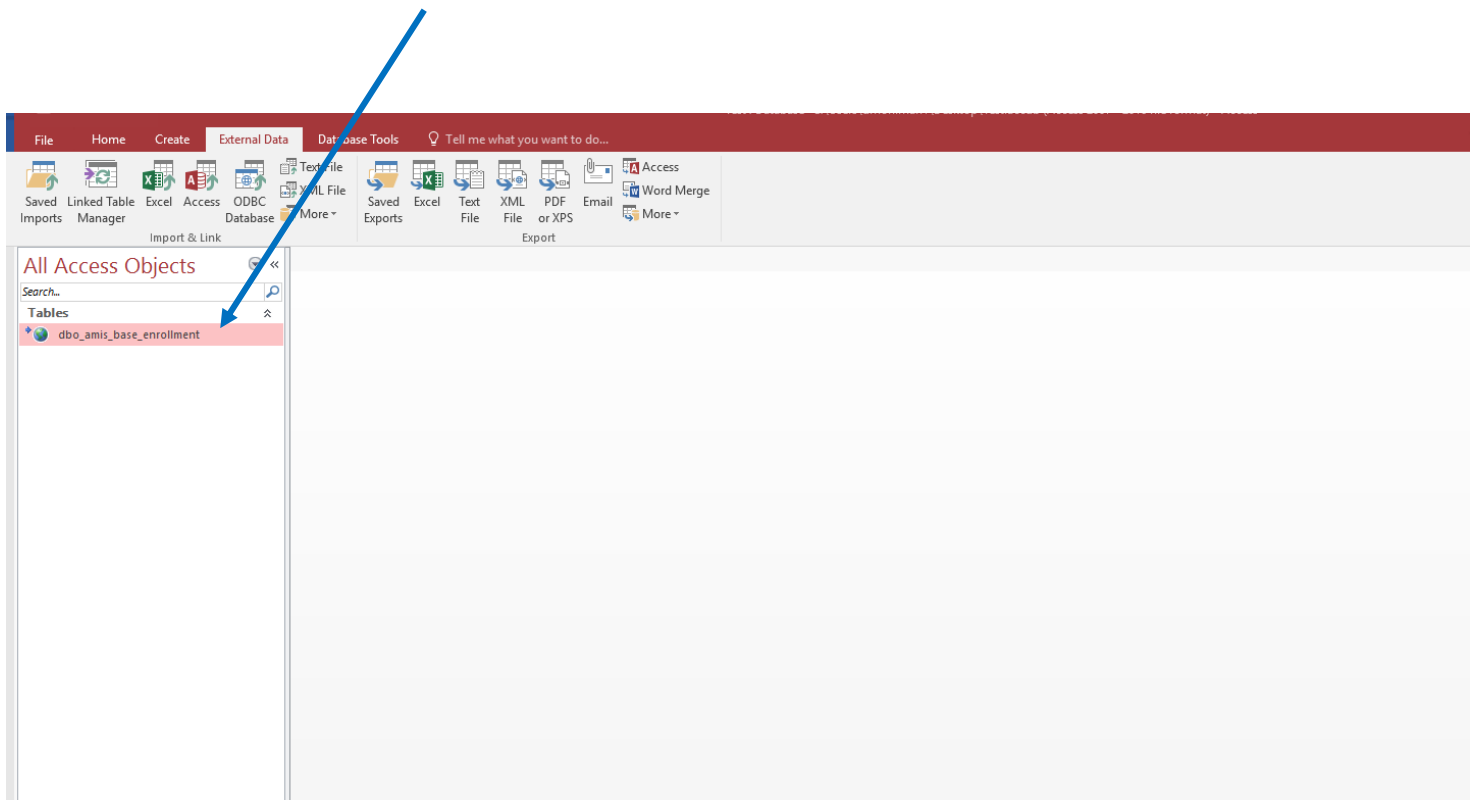 File Home Create External Data Database Tools Tell me what you want to do...
Text File Access
XML File Word Merge
Saved Imports Linked Table Manager Excel Access ODBC Database More Saved Exports Excel Text File XML File PDF or XPS Email More
Import & Link Export
All Access Objects
Search...
Tables
dbo_amis_base_enrollment